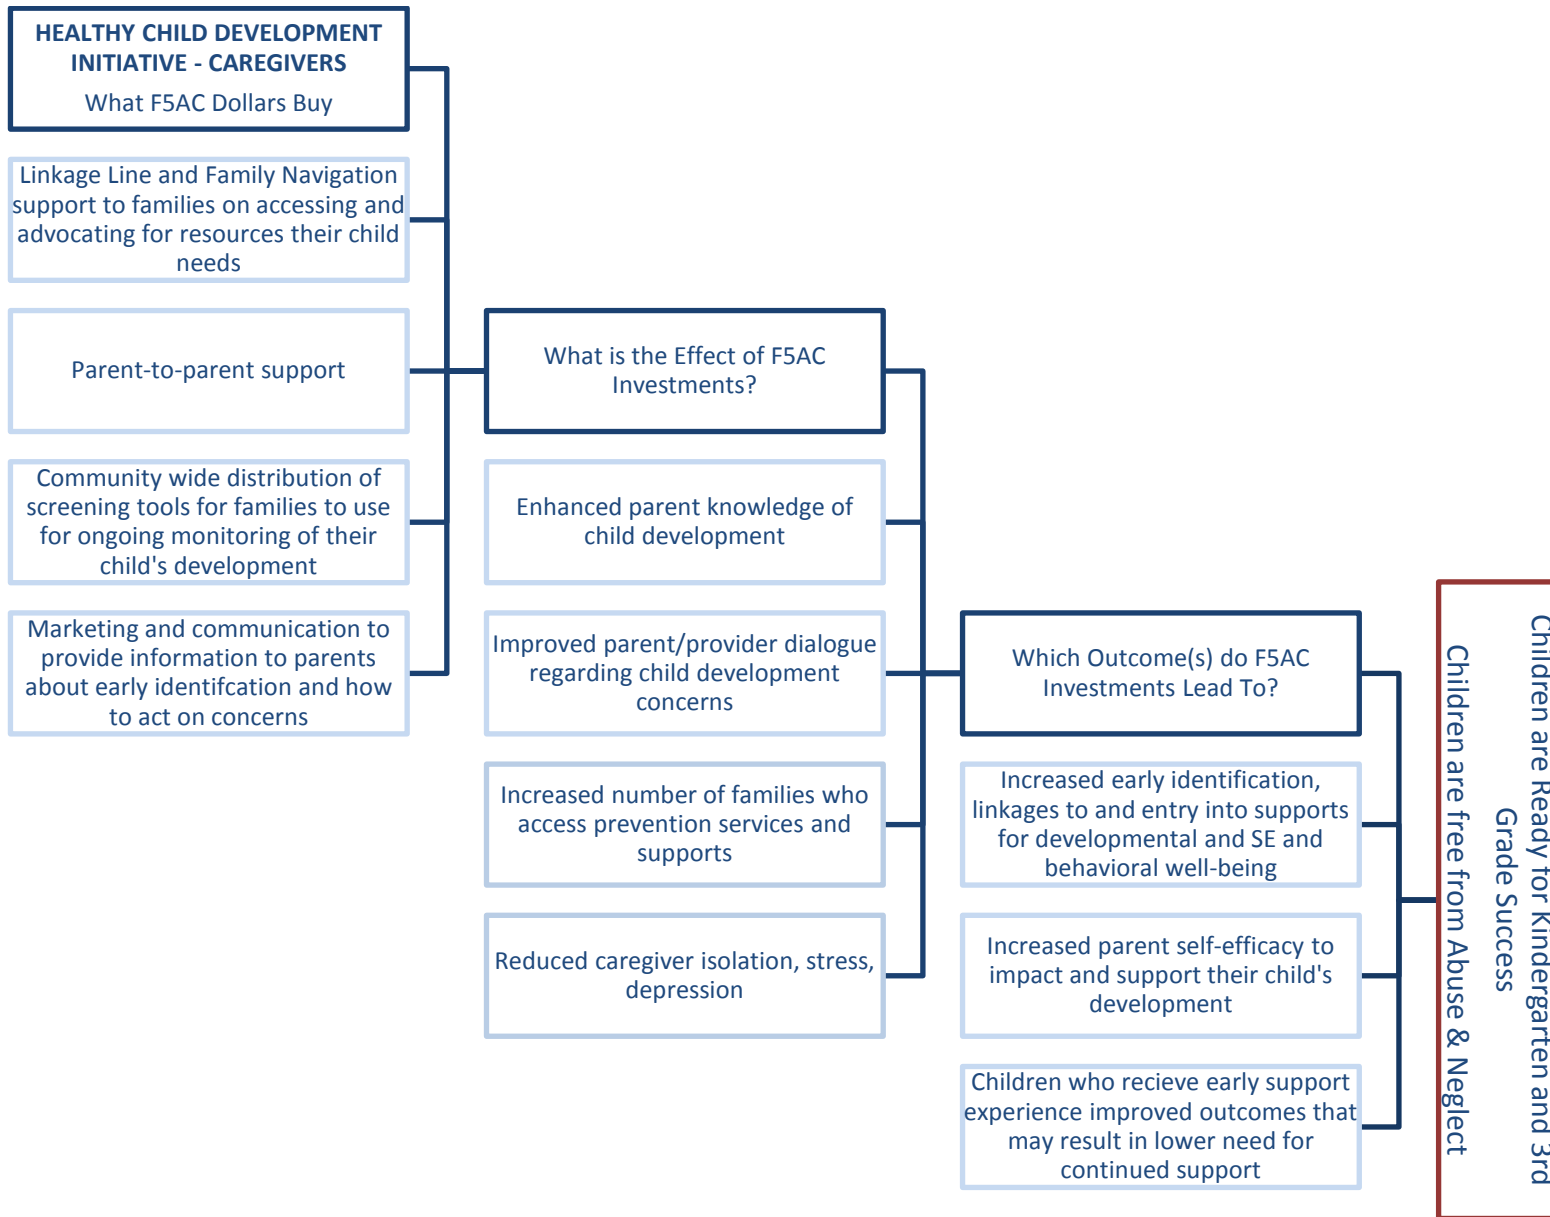 HEALTHY CHILD DEVELOPMENT
INITIATIVE - CAREGIVERS
What F5AC Dollars Buy
Linkage Line and Family Navigation
support to families on accessing and
advocating for resources their child
needs
Parent-to-parent support
Community wide distribution of
screening tools for families to use
for ongoing monitoring of their
child's development
Marketing and communication to
provide information to parents
about early identifcation and how
to act on concerns
What is the Effect of F5AC
Investments?
Enhanced parent knowledge of
child development
Improved parent/provider dialogue
regarding child development
concerns
Increased number of families who
access prevention services and
supports
Reduced caregiver isolation, stress,
depression
Which Outcome(s) do F5AC
Investments Lead To?
Increased early identification,
linkages to and entry into supports
for developmental and SE and
behavioral well-being
Increased parent self-efficacy to
impact and support their child's
development
Children who recieve early support
experience improved outcomes that
may result in lower need for
continued support
Children are Ready for Kindergarten and 3rd
Grade Success
Children are free from Abuse & Neglect